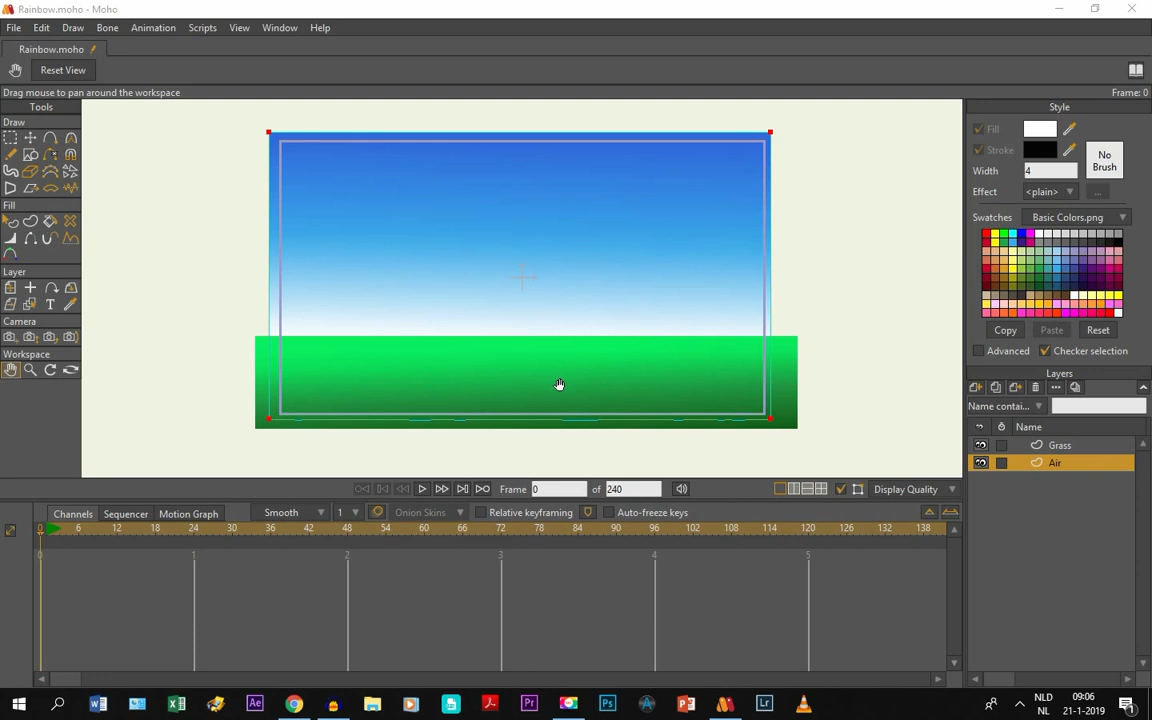 Rainbow.moho - Moho
File Edit Draw Bone Animation Scripts View Window Help
Rainbow.moho
Reset View
Drag mouse to pan around the workspace Frame: 0
Tools Style
Draw
Fill
Stroke
No Brush
Width 4
Effect <plain> ...
Fill
Swatches Basic Colors.png
Layer
Camera
Copy Paste Reset
Workspace
Advanced Checker selection
Layers
Name contai...
Name
Grass
Air
Frame 0 of 240 Display Quality
Channels Sequencer Motion Graph Smooth 1 Onion Skins Relative keyframing Auto-freeze keys
0 6 12 18 24 30 36 42 48 54 60 66 72 78 84 90 96 102 108 114 120 126 132 138
0 1 2 3 4 5
NLD 09:06
NL 21-1-2019